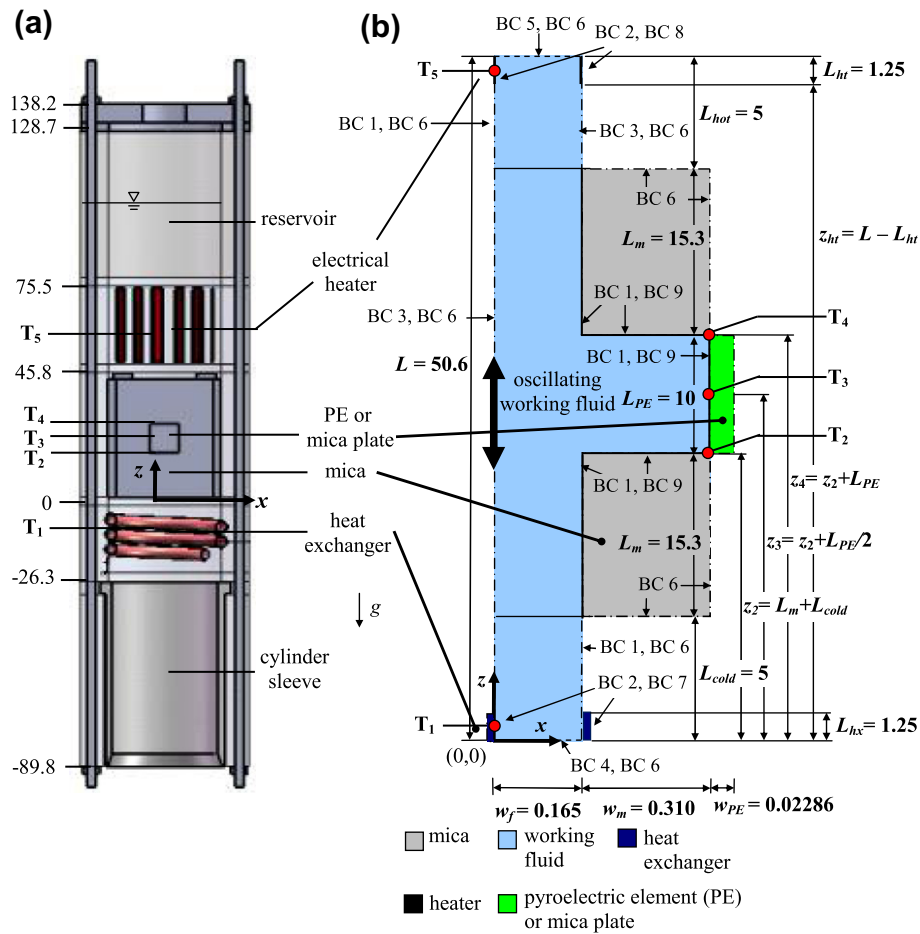 (a)
138.2
128.7
reservoir
electrical
heater
75.5
T5
45.8
T4
T3
T2
PE or
mica plate
z
mica
0
x
T1
heat
exchanger
-26.3
g
cylinder
sleeve
-89.8
(b)
BC 5, BC 6
BC 2, BC 8
T5
Lht = 1.25
BC 1, BC 6
BC 3, BC 6
Lhot = 5
BC 6
Lm = 15.3
zht = L – Lht
BC 1, BC 9
BC 3, BC 6
T4
L = 50.6
BC 1, BC 9
oscillating
working fluid
LPE = 10
T3
T2
BC 1, BC 9
z4= z2+LPE
z3= z2+LPE/2
Lm = 15.3
BC 6
z2= Lm+Lcold
BC 1, BC 6
Lcold = 5
z
BC 2, BC 7
T1
x
Lhx = 1.25
(0,0)
BC 4, BC 6
wf = 0.165
wm = 0.310
wPE = 0.02286
mica
working
fluid
heat
exchanger
heater
pyroelectric element (PE)
or mica plate